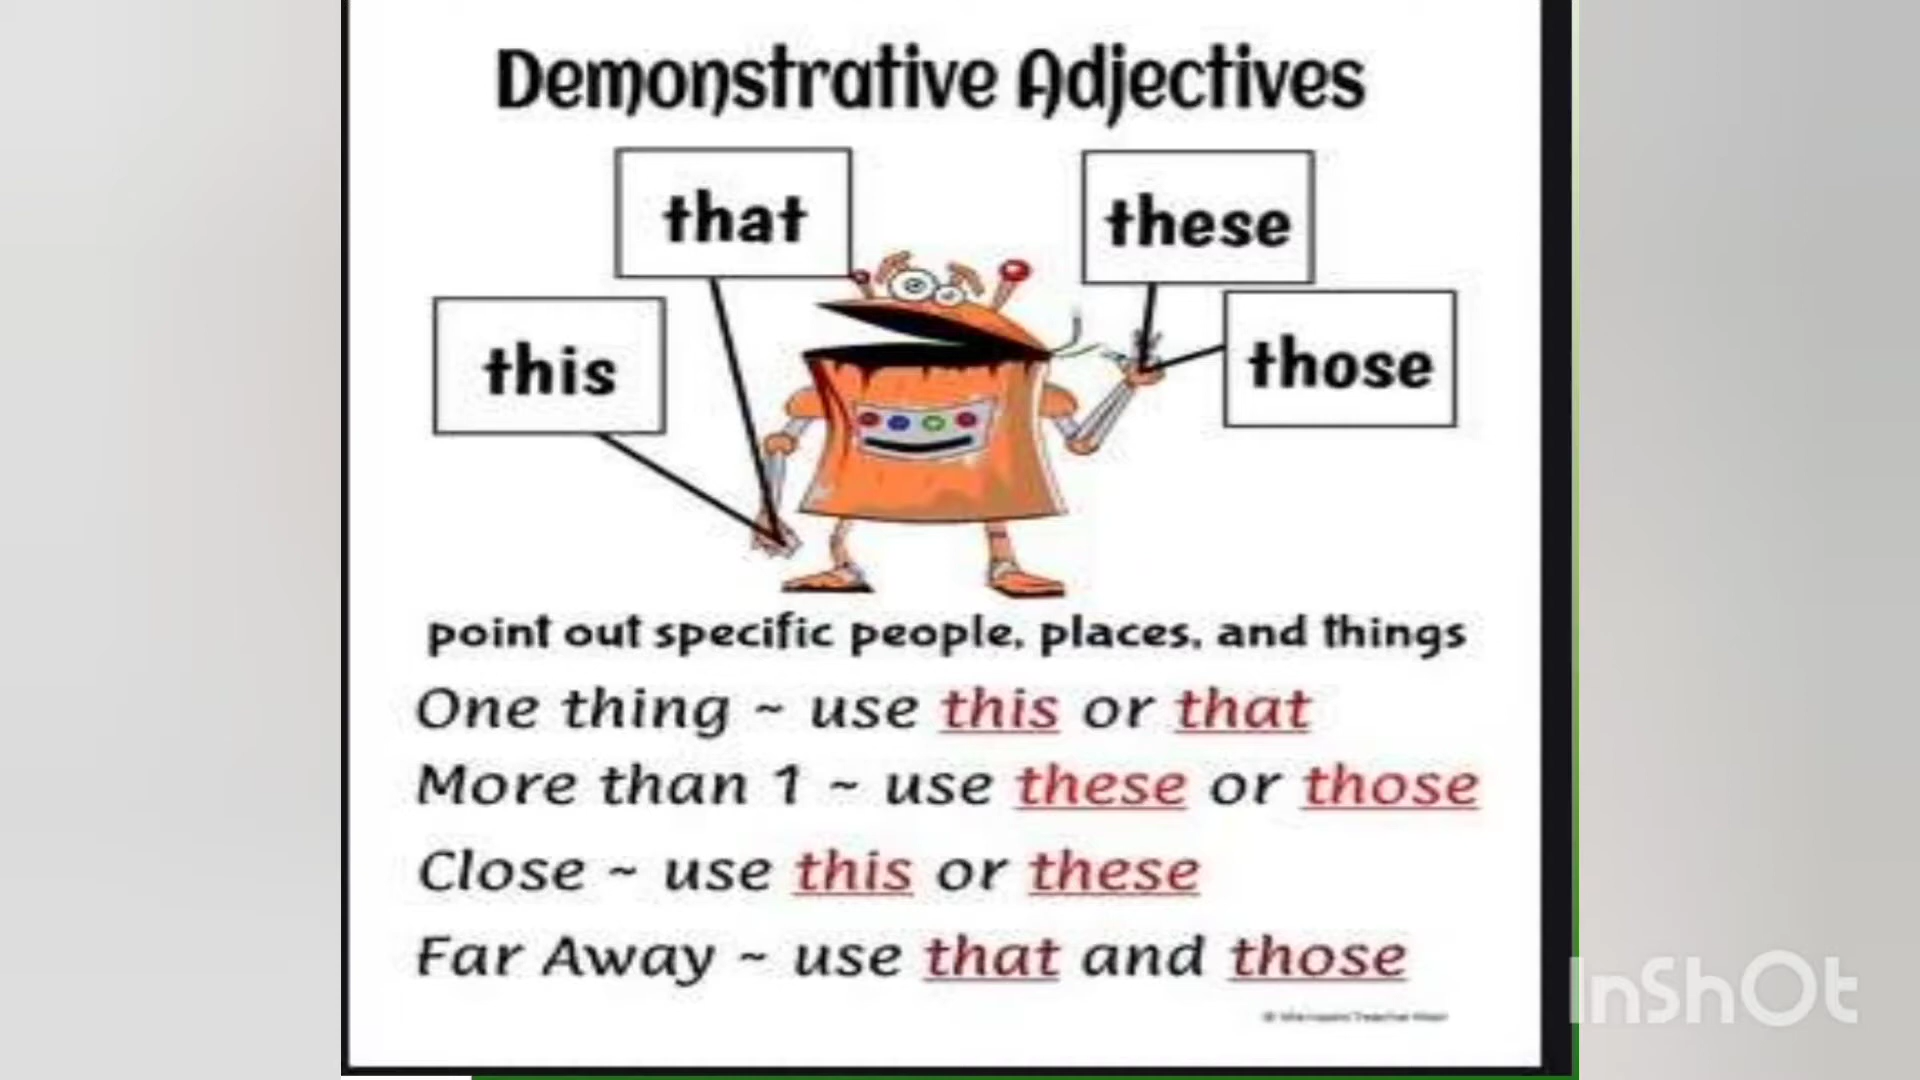 Demonstrative Adjectives
that
these
this
those
point out specific people, places, and things
One thing ~ use this or that
More than 1 ~ use these or those
Close ~ use this or these
Far Away ~ use that and those
InShOt